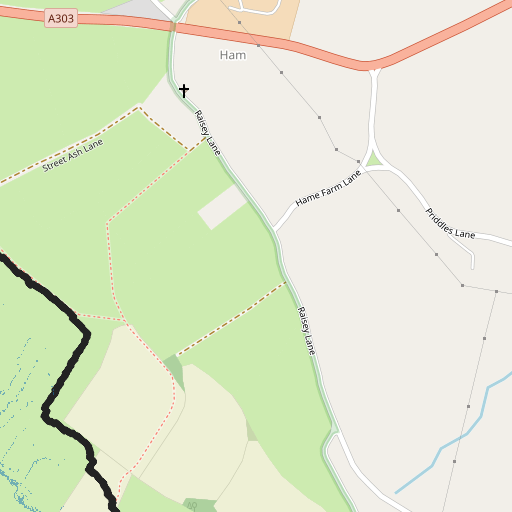 A303
Ham
Raisey Lane
Street Ash Lane
Hame Farm Lane
Priddles Lane
Raisey Lane